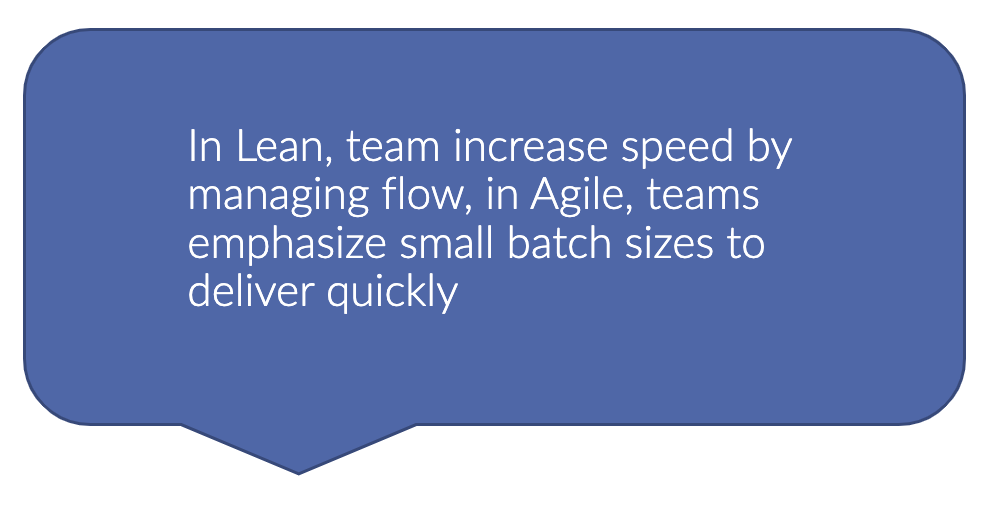 In Lean, team increase speed by
managing flow, in Agile, teams
emphasize small batch sizes to
deliver quickly